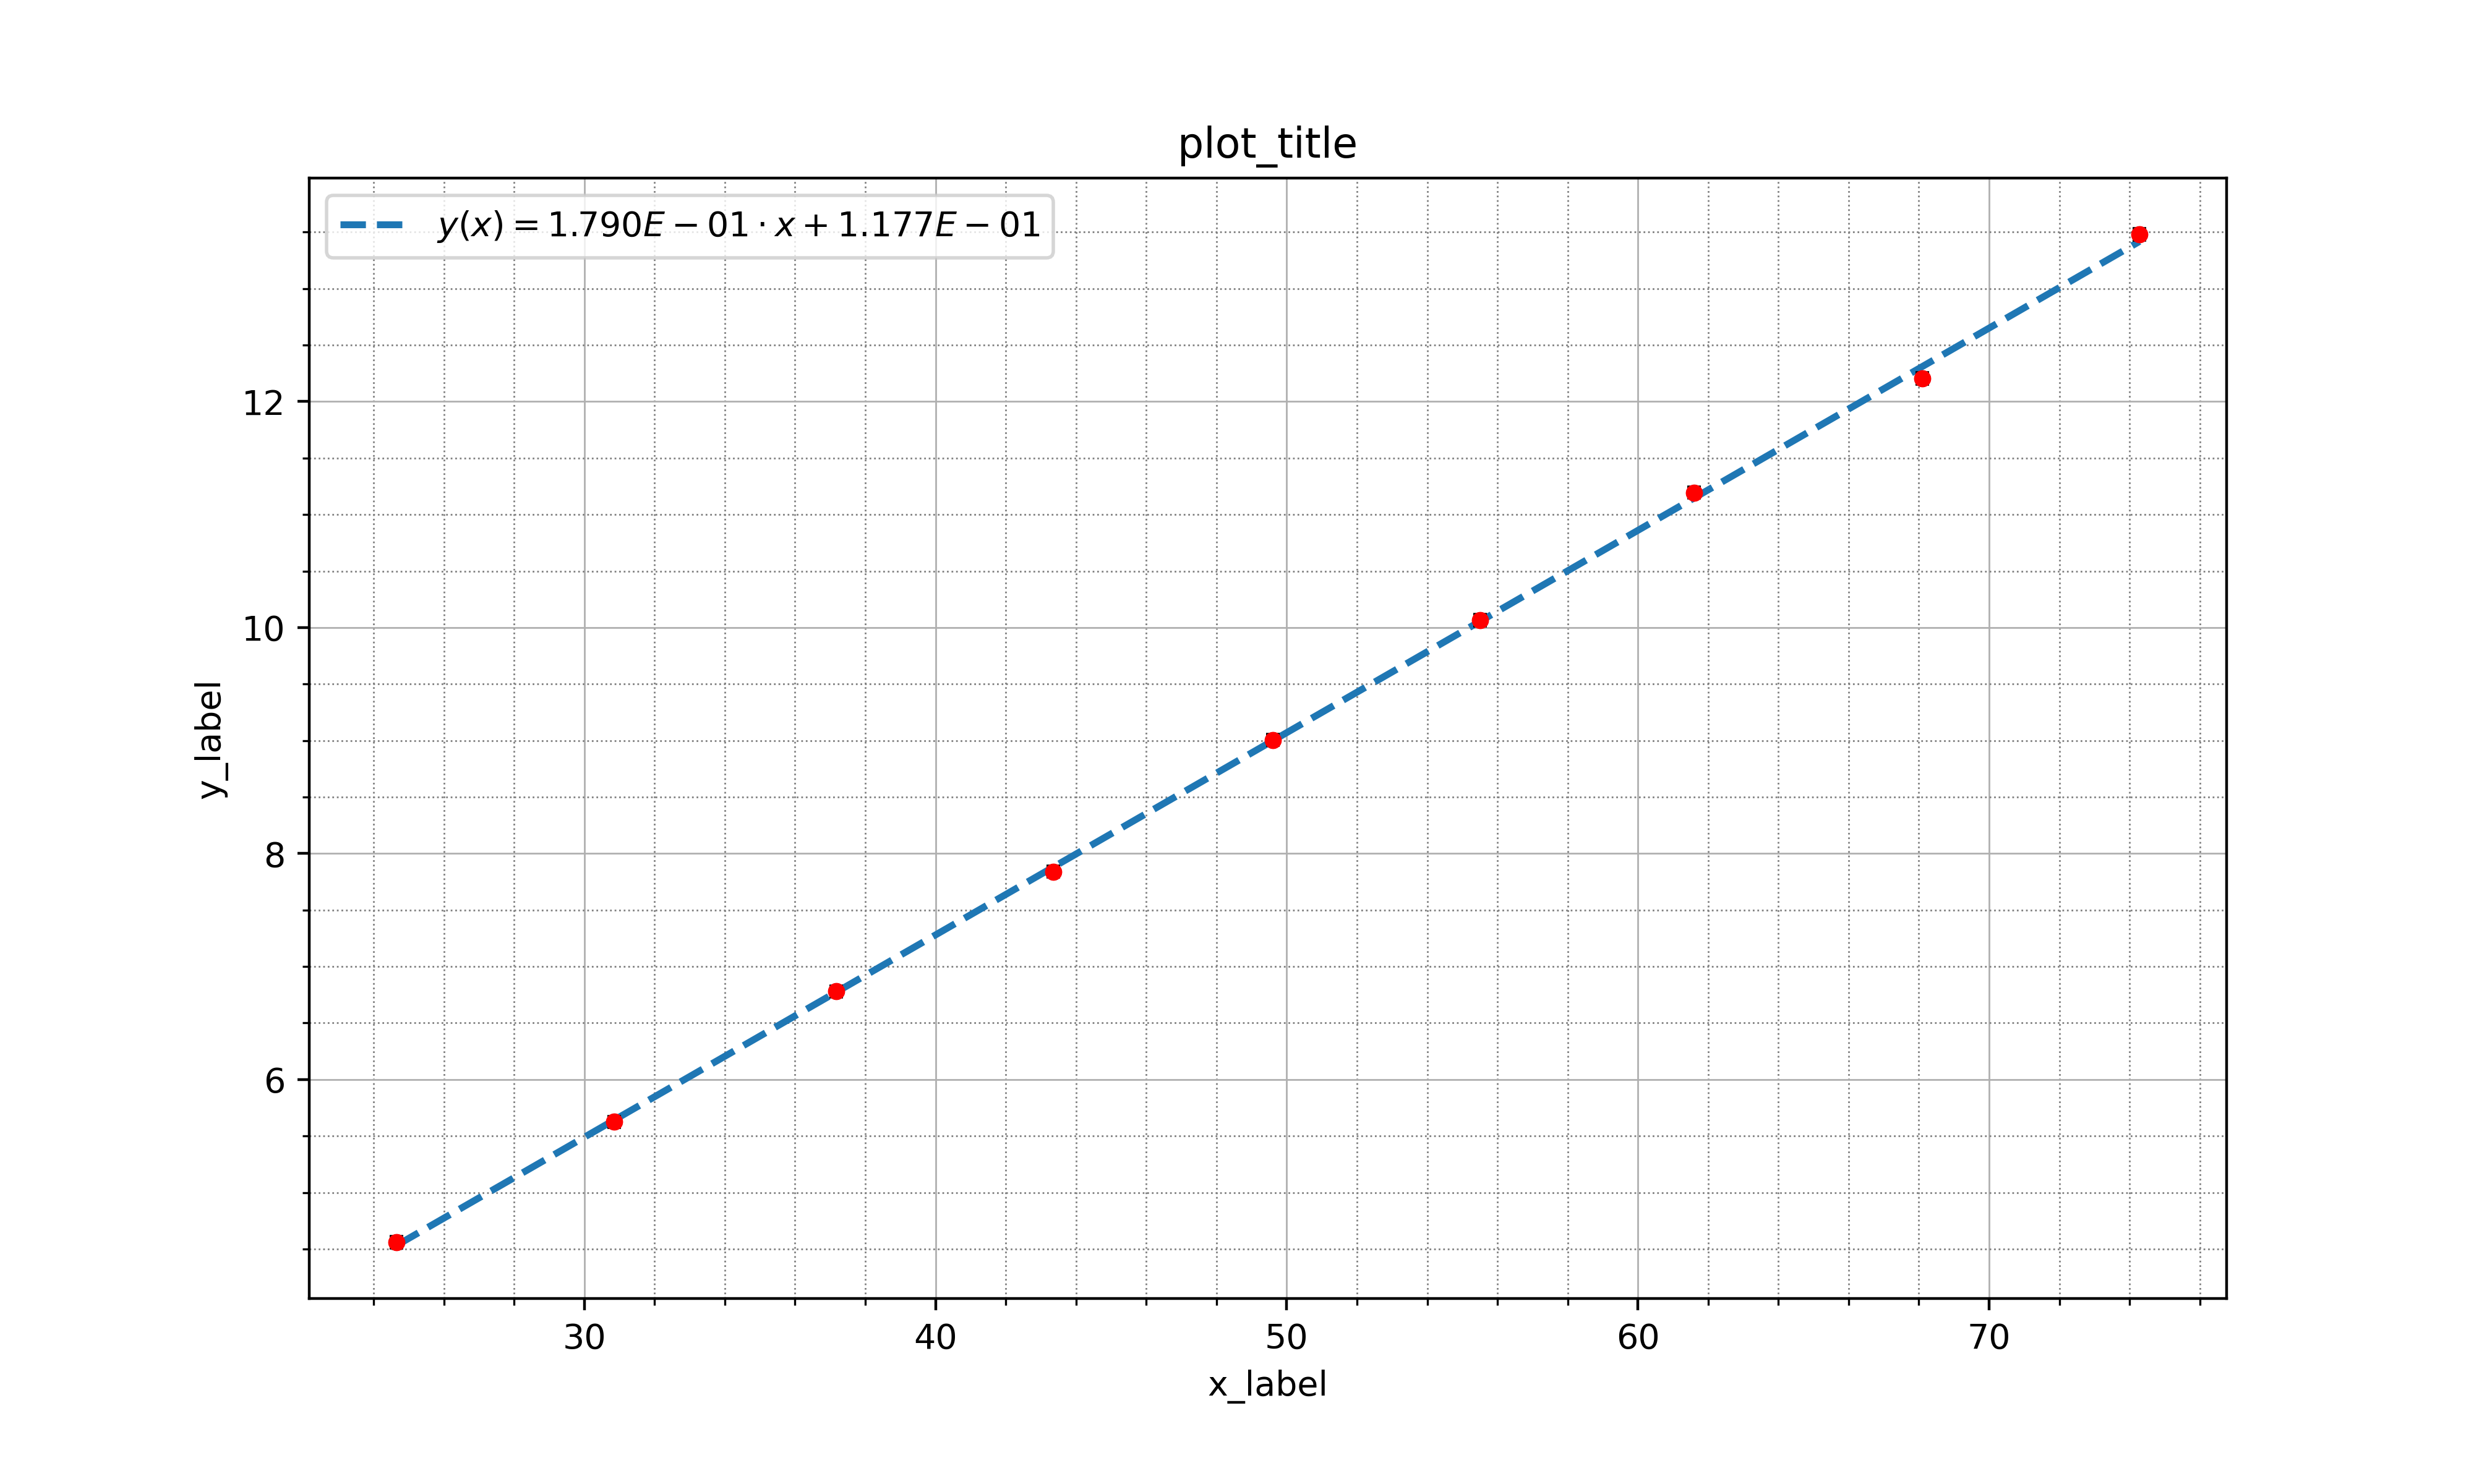 plot_title
y(x) = 1.790E − 01 · x + 1.177E − 01
12
10
8
6
y_label
30 40 50 60 70
x_label